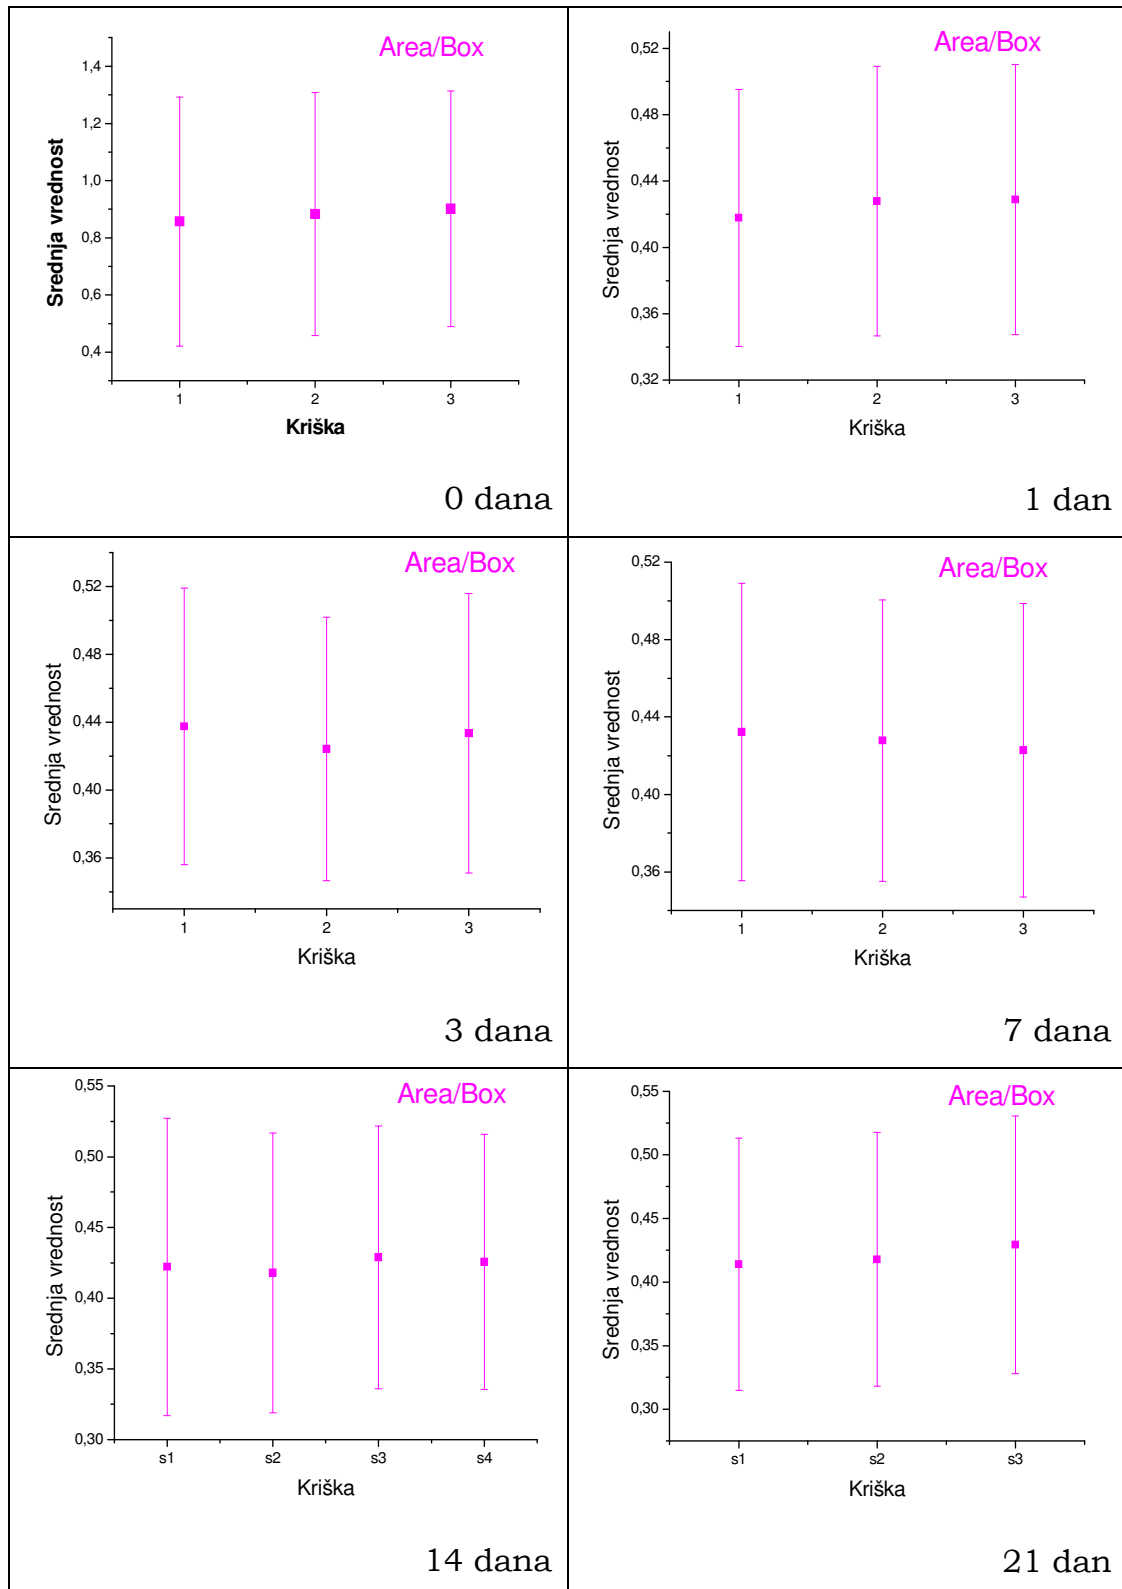 Area/Box
Srednja vrednost
1,4
1,2
1,0
0,8
0,6
0,4
1 2 3
Kriška
0 dana
Area/Box
Srednja vrednost
0,52
0,48
0,44
0,40
0,36
0,32
1 2 3
Kriška
1 dan
Area/Box
Srednja vrednost
0,52
0,48
0,44
0,40
0,36
1 2 3
Kriška
3 dana
Area/Box
Srednja vrednost
0,52
0,48
0,44
0,40
0,36
1 2 3
Kriška
7 dana
Area/Box
Srednja vrednost
0,55
0,50
0,45
0,40
0,35
0,30
s1 s2 s3 s4
Kriška
14 dana
Area/Box
Srednja vrednost
0,55
0,50
0,45
0,40
0,35
0,30
s1 s2 s3
Kriška
21 dan